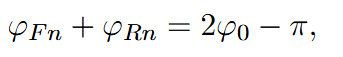 φ_{Fn} + φ_{Rn} = 2φ_0 − π,